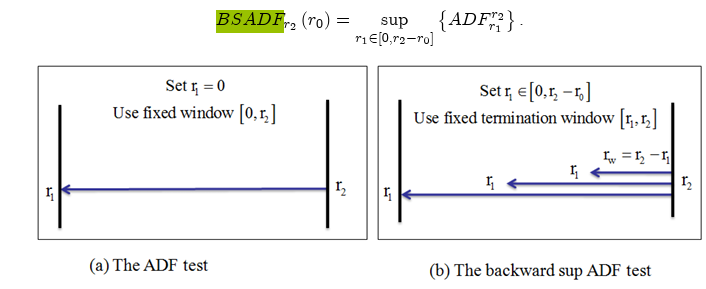 BSADF_{r_2} (r_0) = sup_{r_1∈[0,r_2−r_0]} {ADF_{r_1}^{r_2}} .
Set r_1 = 0
Use fixed window [0, r_2]
r_1
r_2
(a) The ADF test
Set r_1 ∈[0, r_2 − r_0]
Use fixed termination window [r_1, r_2]
r_w = r_2 − r_1
r_1
r_1
r_1
r_2
(b) The backward sup ADF test